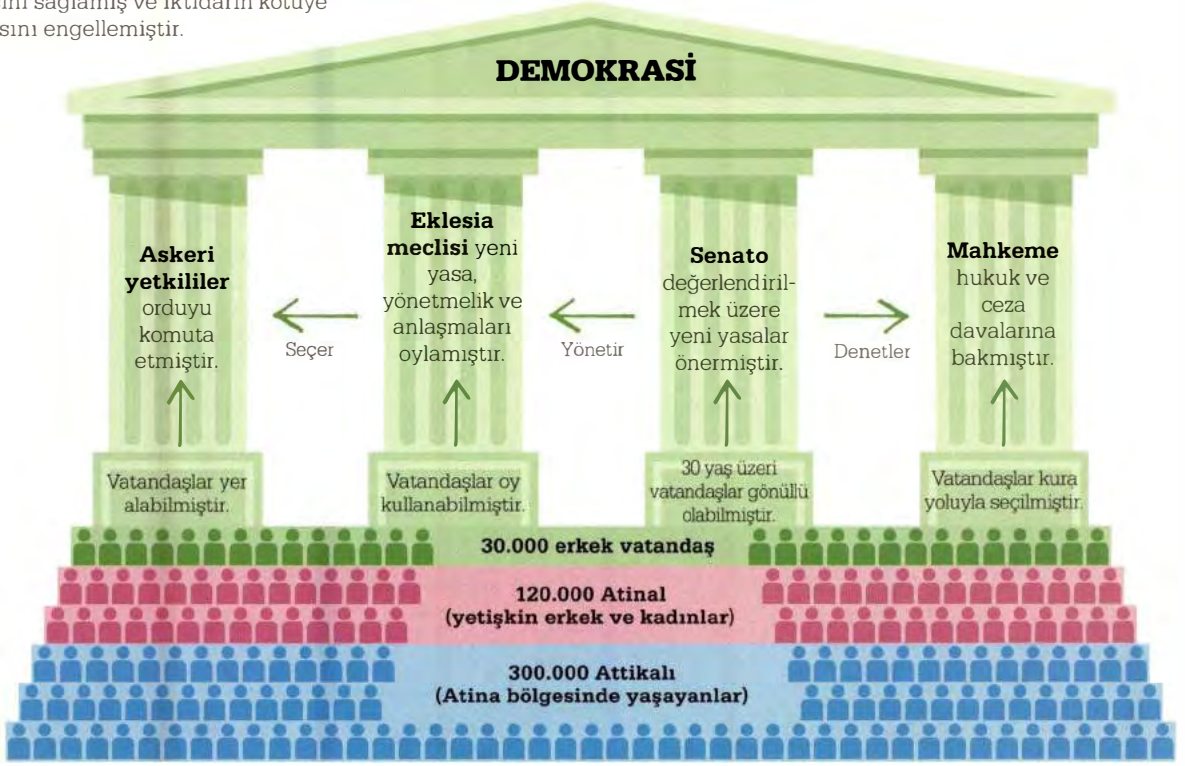 sini sağlamış ve iktidarın kötüye
sını engellemiştir.
DEMOKRASİ
Askeri
yetkililer
orduyu
komuta
etmiştir.
Seçer
Eklesia
meclisi yeni
yasa,
yönetmelik ve
anlaşmaları
oylamıştır.
Yönetir
Senato
değerlendiril-
mek üzere
yeni yasalar
önermiştir.
Denetler
Mahkeme
hukuk ve
ceza
davalarına
bakmıştır.
Vatandaşlar yer
alabilmiştir.
Vatandaşlar oy
kullanabilmiştir.
30 yaş üzeri
vatandaşlar gönüllü
olabilmiştir.
Vatandaşlar kura
yoluyla seçilmiştir.
30.000 erkek vatandaş
120.000 Atinal
(yetişkin erkek ve kadınlar)
300.000 Attikalı
(Atina bölgesinde yaşayanlar)